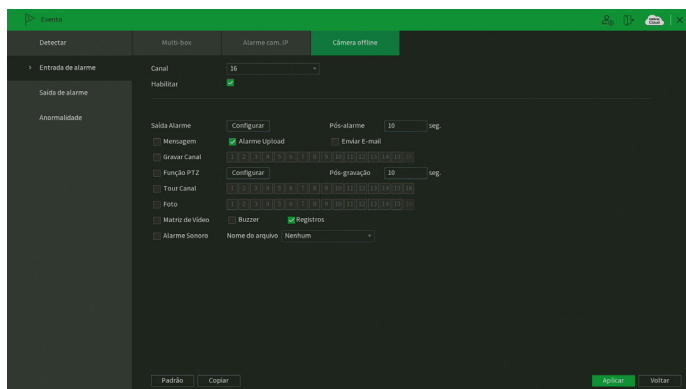 Evento
Detectar Multi-box Alarme cam. IP Câmera offline
Entrada de alarme Canal 16
Habilitar
Saída de alarme
Anormalidade
Saída Alarme Configurar Pós-alarme 10 seg.
Mensagem Alarme Upload Enviar E-mail
Gravar Canal 1 2 3 4 5 6 7 8 9 10 11 12 13 14 15 16
Função PTZ Configurar Pós-gravação 10 seg.
Tour Canal 1 2 3 4 5 6 7 8 9 10 11 12 13 14 15 16
Foto 1 2 3 4 5 6 7 8 9 10 11 12 13 14 15 16
Matriz de Vídeo Buzzer Registros
Alarme Sonoro Nome do arquivo Nenhum
Padrão Copiar Aplicar Voltar